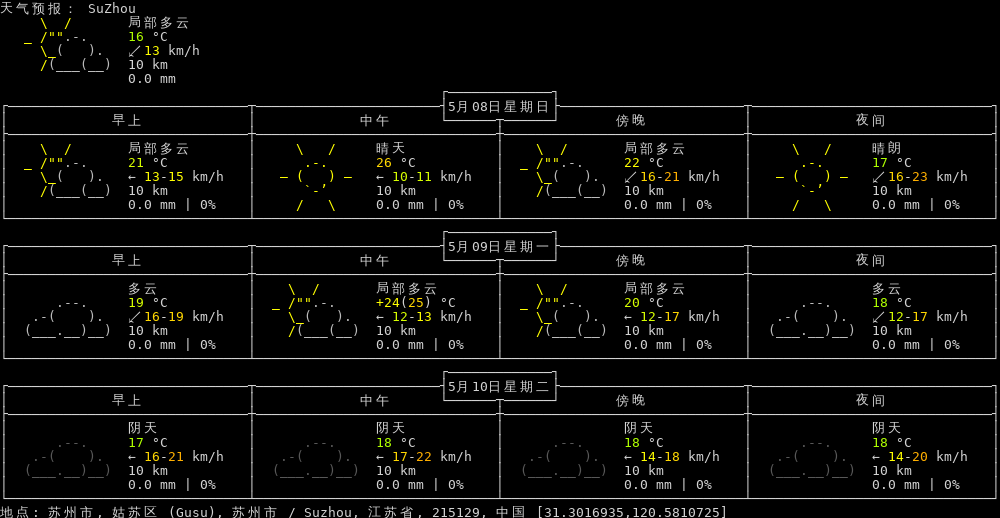 天气预报： SuZhou
局部多云
16 °C
↙13 km/h
10 km
0.0 mm
5月08日星期日
早上 中午 傍晚 夜间
局部多云 晴天 局部多云 晴朗
21 °C 26 °C 22 °C 17 °C
← 13-15 km/h ← 10-11 km/h ↙16-21 km/h ↙16-23 km/h
10 km 10 km 10 km 10 km
0.0 mm | 0% 0.0 mm | 0% 0.0 mm | 0% 0.0 mm | 0%
5月09日星期一
早上 中午 傍晚 夜间
多云 局部多云 局部多云 多云
19 °C +24(25) °C 20 °C 18 °C
↙16-19 km/h ← 12-13 km/h ← 12-17 km/h ↙12-17 km/h
10 km 10 km 10 km 10 km
0.0 mm | 0% 0.0 mm | 0% 0.0 mm | 0% 0.0 mm | 0%
5月10日星期二
早上 中午 傍晚 夜间
阴天 阴天 阴天 阴天
17 °C 18 °C 18 °C 18 °C
← 16-21 km/h ← 17-22 km/h ← 14-18 km/h ← 14-20 km/h
10 km 10 km 10 km 10 km
0.0 mm | 0% 0.0 mm | 0% 0.0 mm | 0% 0.0 mm | 0%
地点: 苏州市, 姑苏区 (Gusu), 苏州市 / Suzhou, 江苏省, 215129, 中国 [31.3016935,120.5810725]